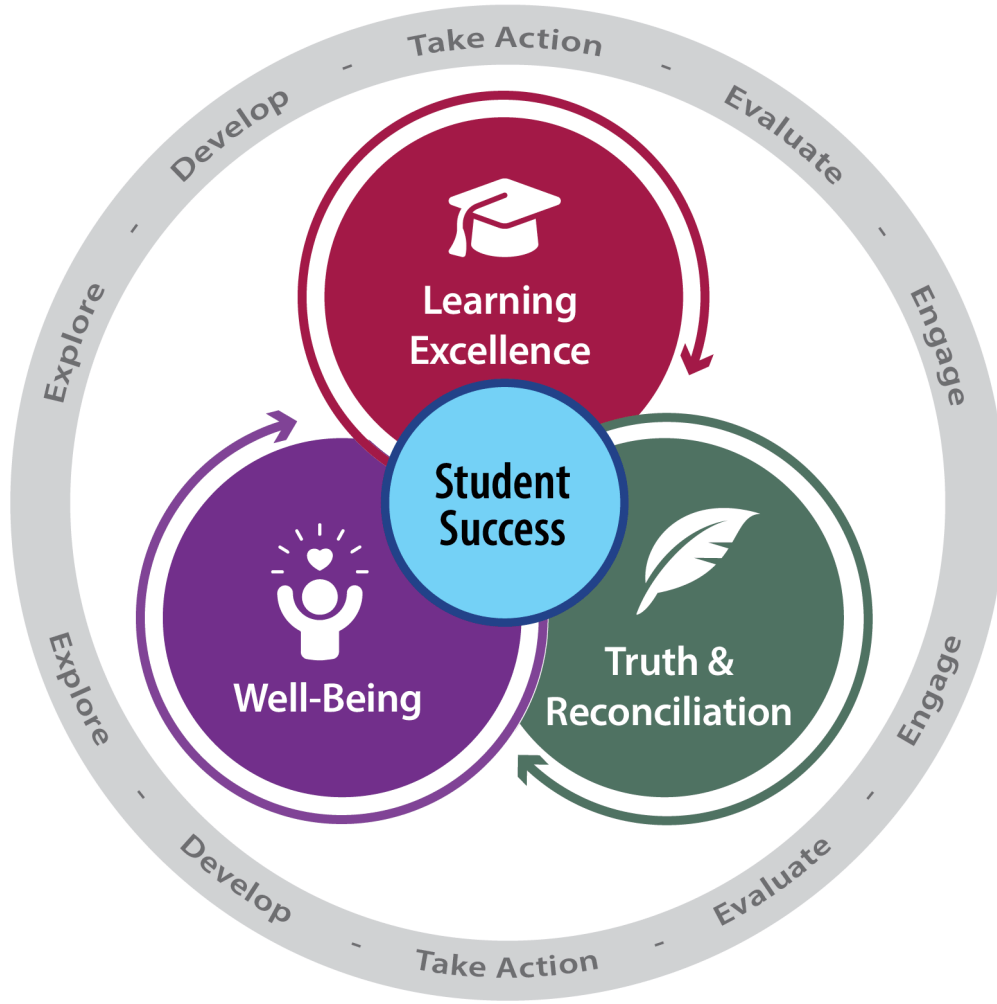 Explore - Develop - Take Action - Evaluate - Engage
Learning
Excellence
Student
Success
Well-Being
Truth &
Reconciliation
Explore - Develop - Take Action - Evaluate - Engage